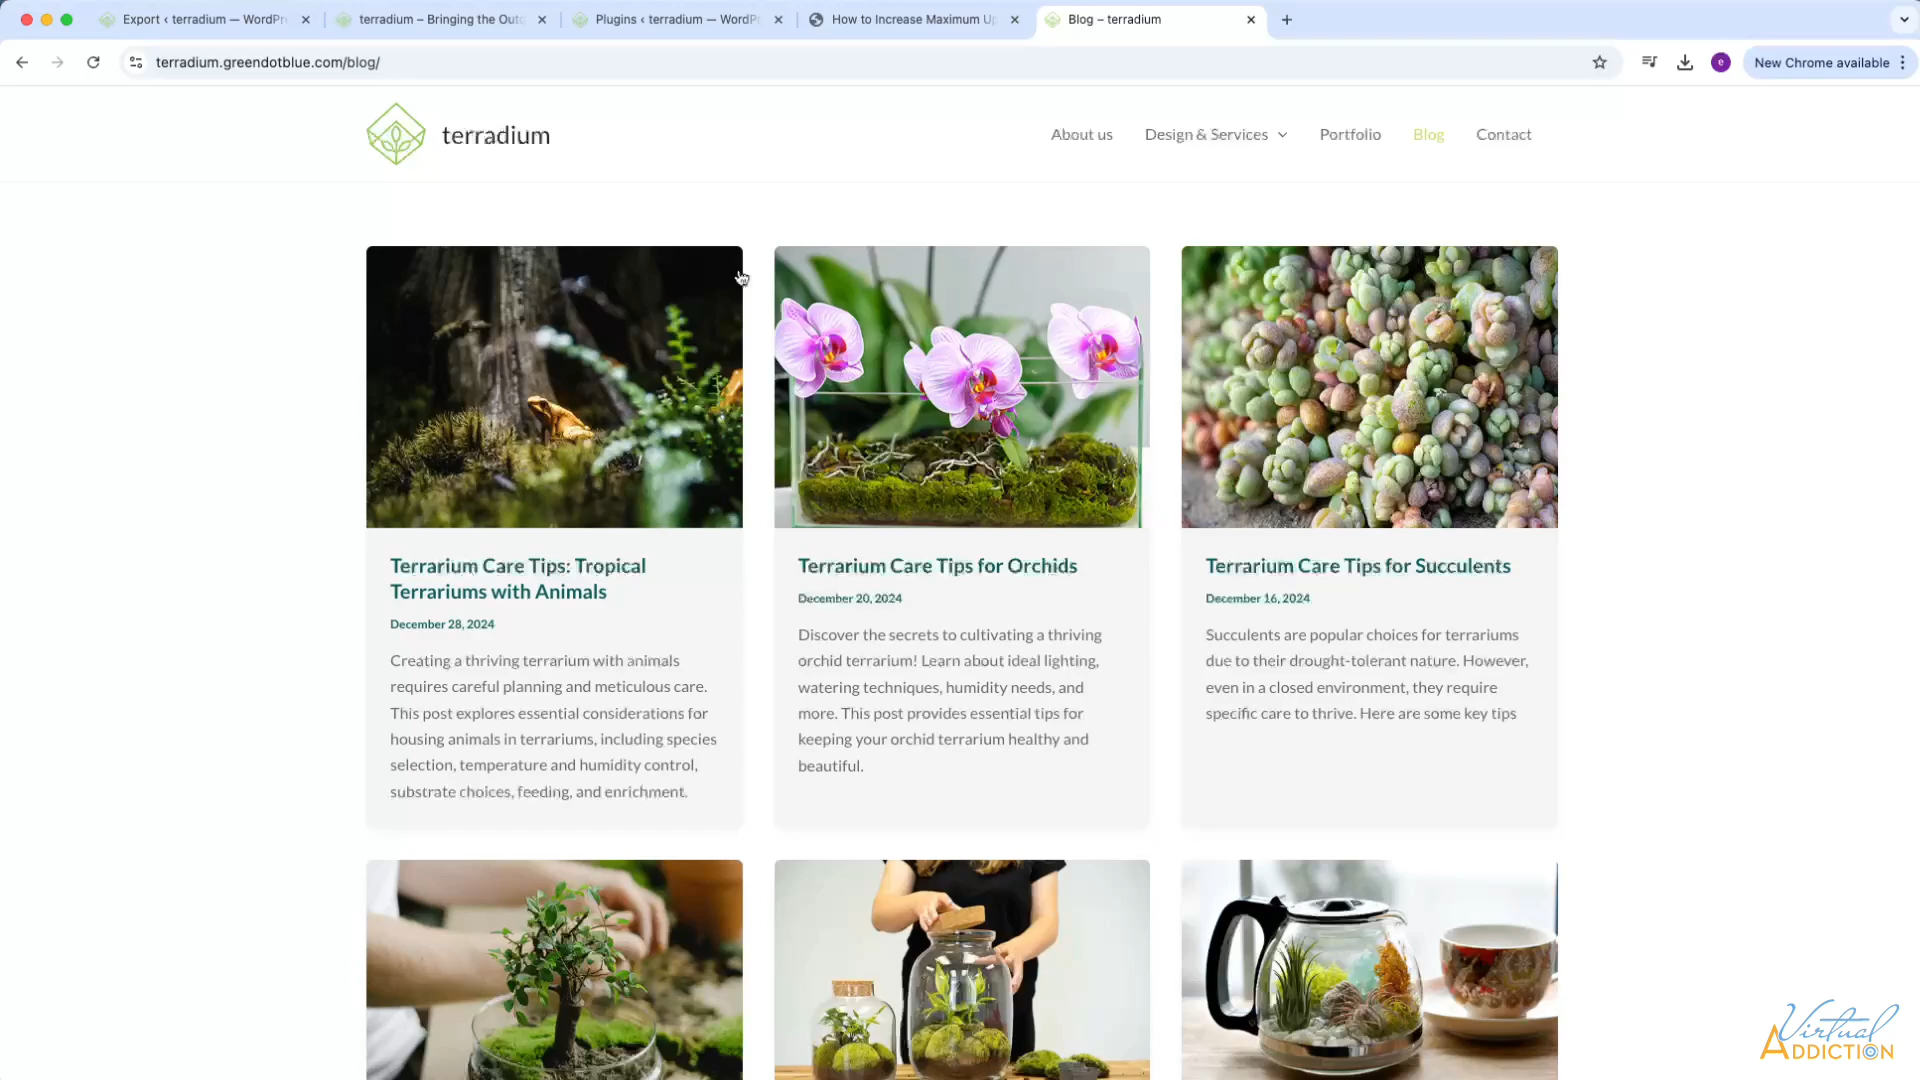 Export ‹ terradium — WordPr
terradium – Bringing the Outd
Plugins ‹ terradium — WordPr
How to Increase Maximum Up
Blog – terradium
terradium.greendotblue.com/blog/
e
New Chrome available
terradium
About us
Design & Services
Portfolio
Blog
Contact
Terrarium Care Tips: Tropical
Terrariums with Animals
December 28, 2024
Creating a thriving terrarium with animals
requires careful planning and meticulous care.
This post explores essential considerations for
housing animals in terrariums, including species
selection, temperature and humidity control,
substrate choices, feeding, and enrichment.
Terrarium Care Tips for Orchids
December 20, 2024
Discover the secrets to cultivating a thriving
orchid terrarium! Learn about ideal lighting,
watering techniques, humidity needs, and
more. This post provides essential tips for
keeping your orchid terrarium healthy and
beautiful.
Terrarium Care Tips for Succulents
December 16, 2024
Succulents are popular choices for terrariums
due to their drought-tolerant nature. However,
even in a closed environment, they require
specific care to thrive. Here are some key tips
Virtual
ADDICTION